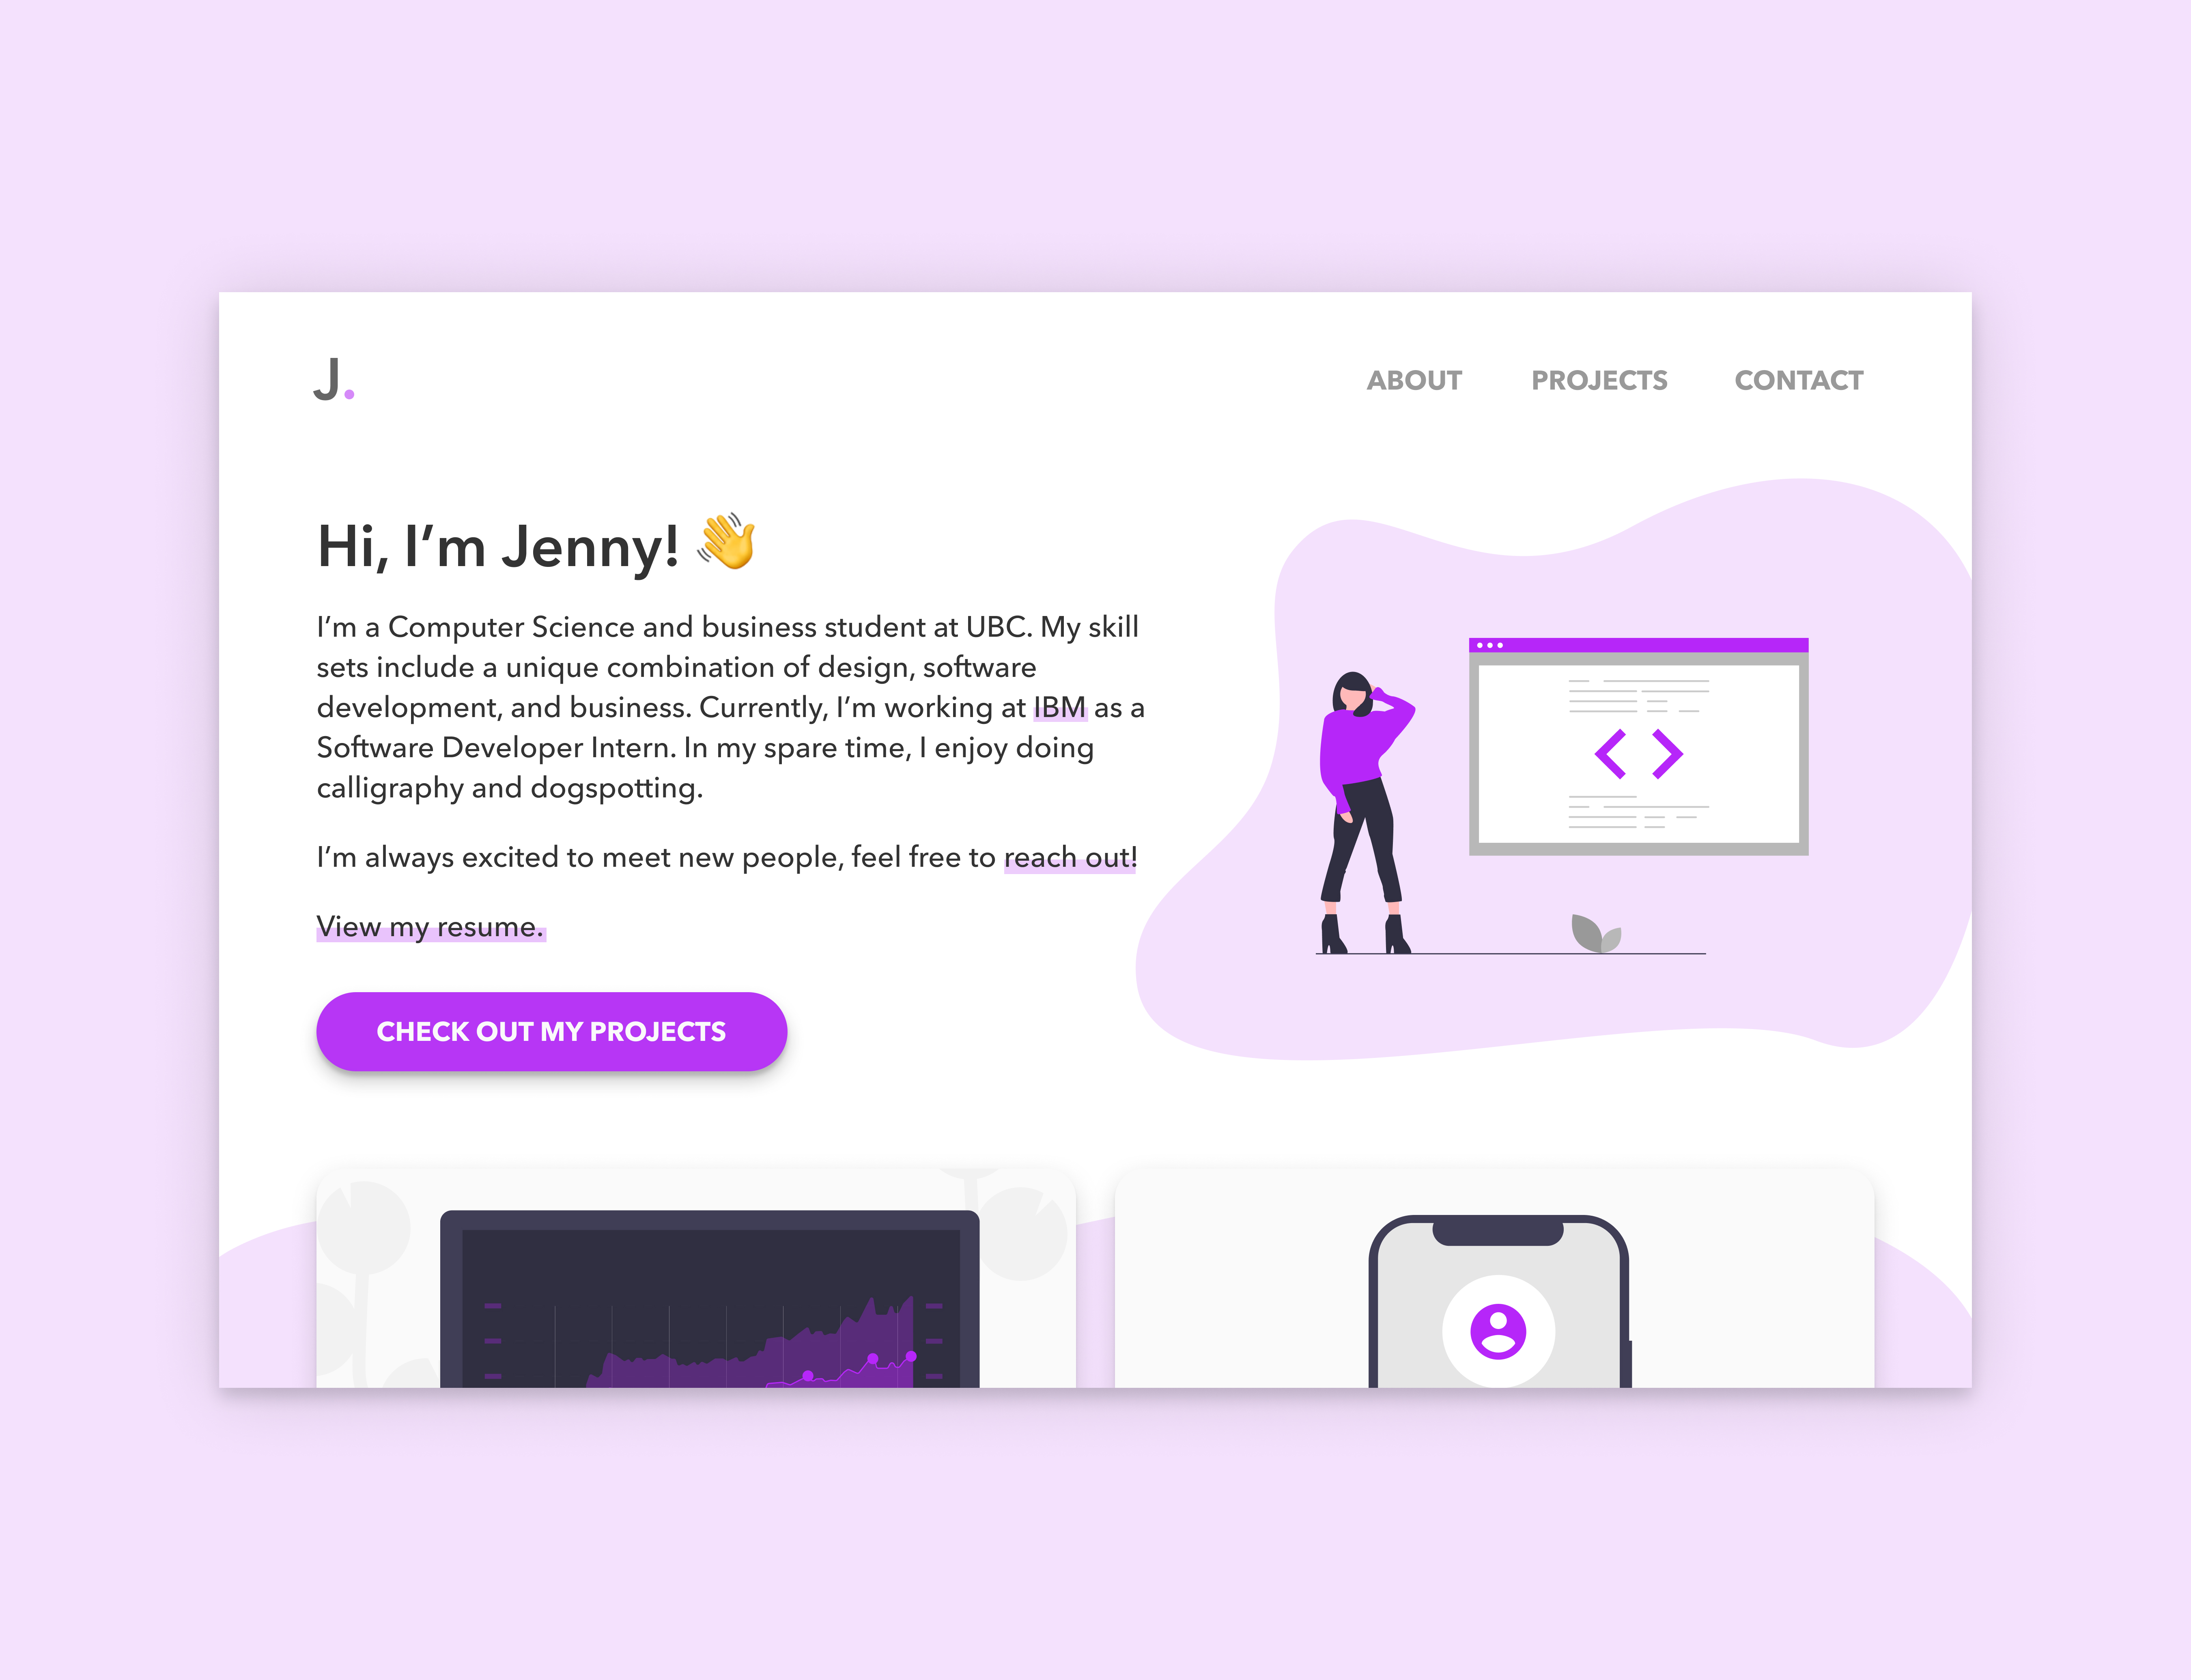 J.
ABOUT PROJECTS CONTACT
Hi, I’m Jenny! 👋
I’m a Computer Science and business student at UBC. My skill
sets include a unique combination of design, software
development, and business. Currently, I’m working at IBM as a
Software Developer Intern. In my spare time, I enjoy doing
calligraphy and dogspotting.
I’m always excited to meet new people, feel free to reach out!
View my resume.
CHECK OUT MY PROJECTS